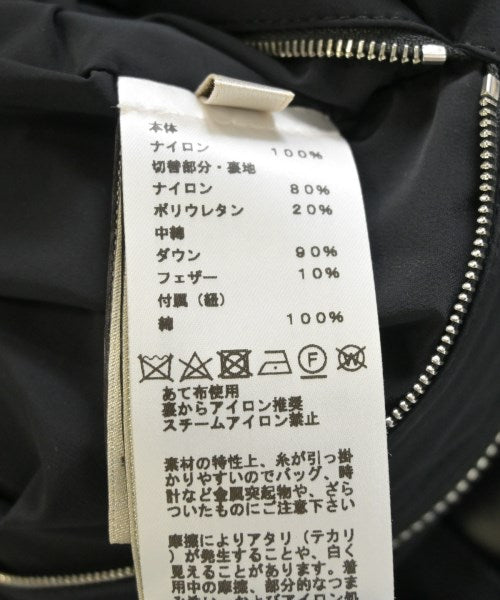 本体
ナイロン 100%
切替部分・裏地
ナイロン 80%
ポリウレタン 20%
中綿
ダウン 90%
フェザー 10%
付属（紐）
綿 100%
F W
あて布使用
裏からアイロン推奨
スチームアイロン禁止
素材の特性上、糸が引っ掛
かりやすいのでバッグ、時
計など金属突起物や、ざら
ついたものにご注意下さい。
摩擦によりアタリ（テカリ
）が発生することや、白く
見えることがあります。着
用中の摩擦、部分的なつま